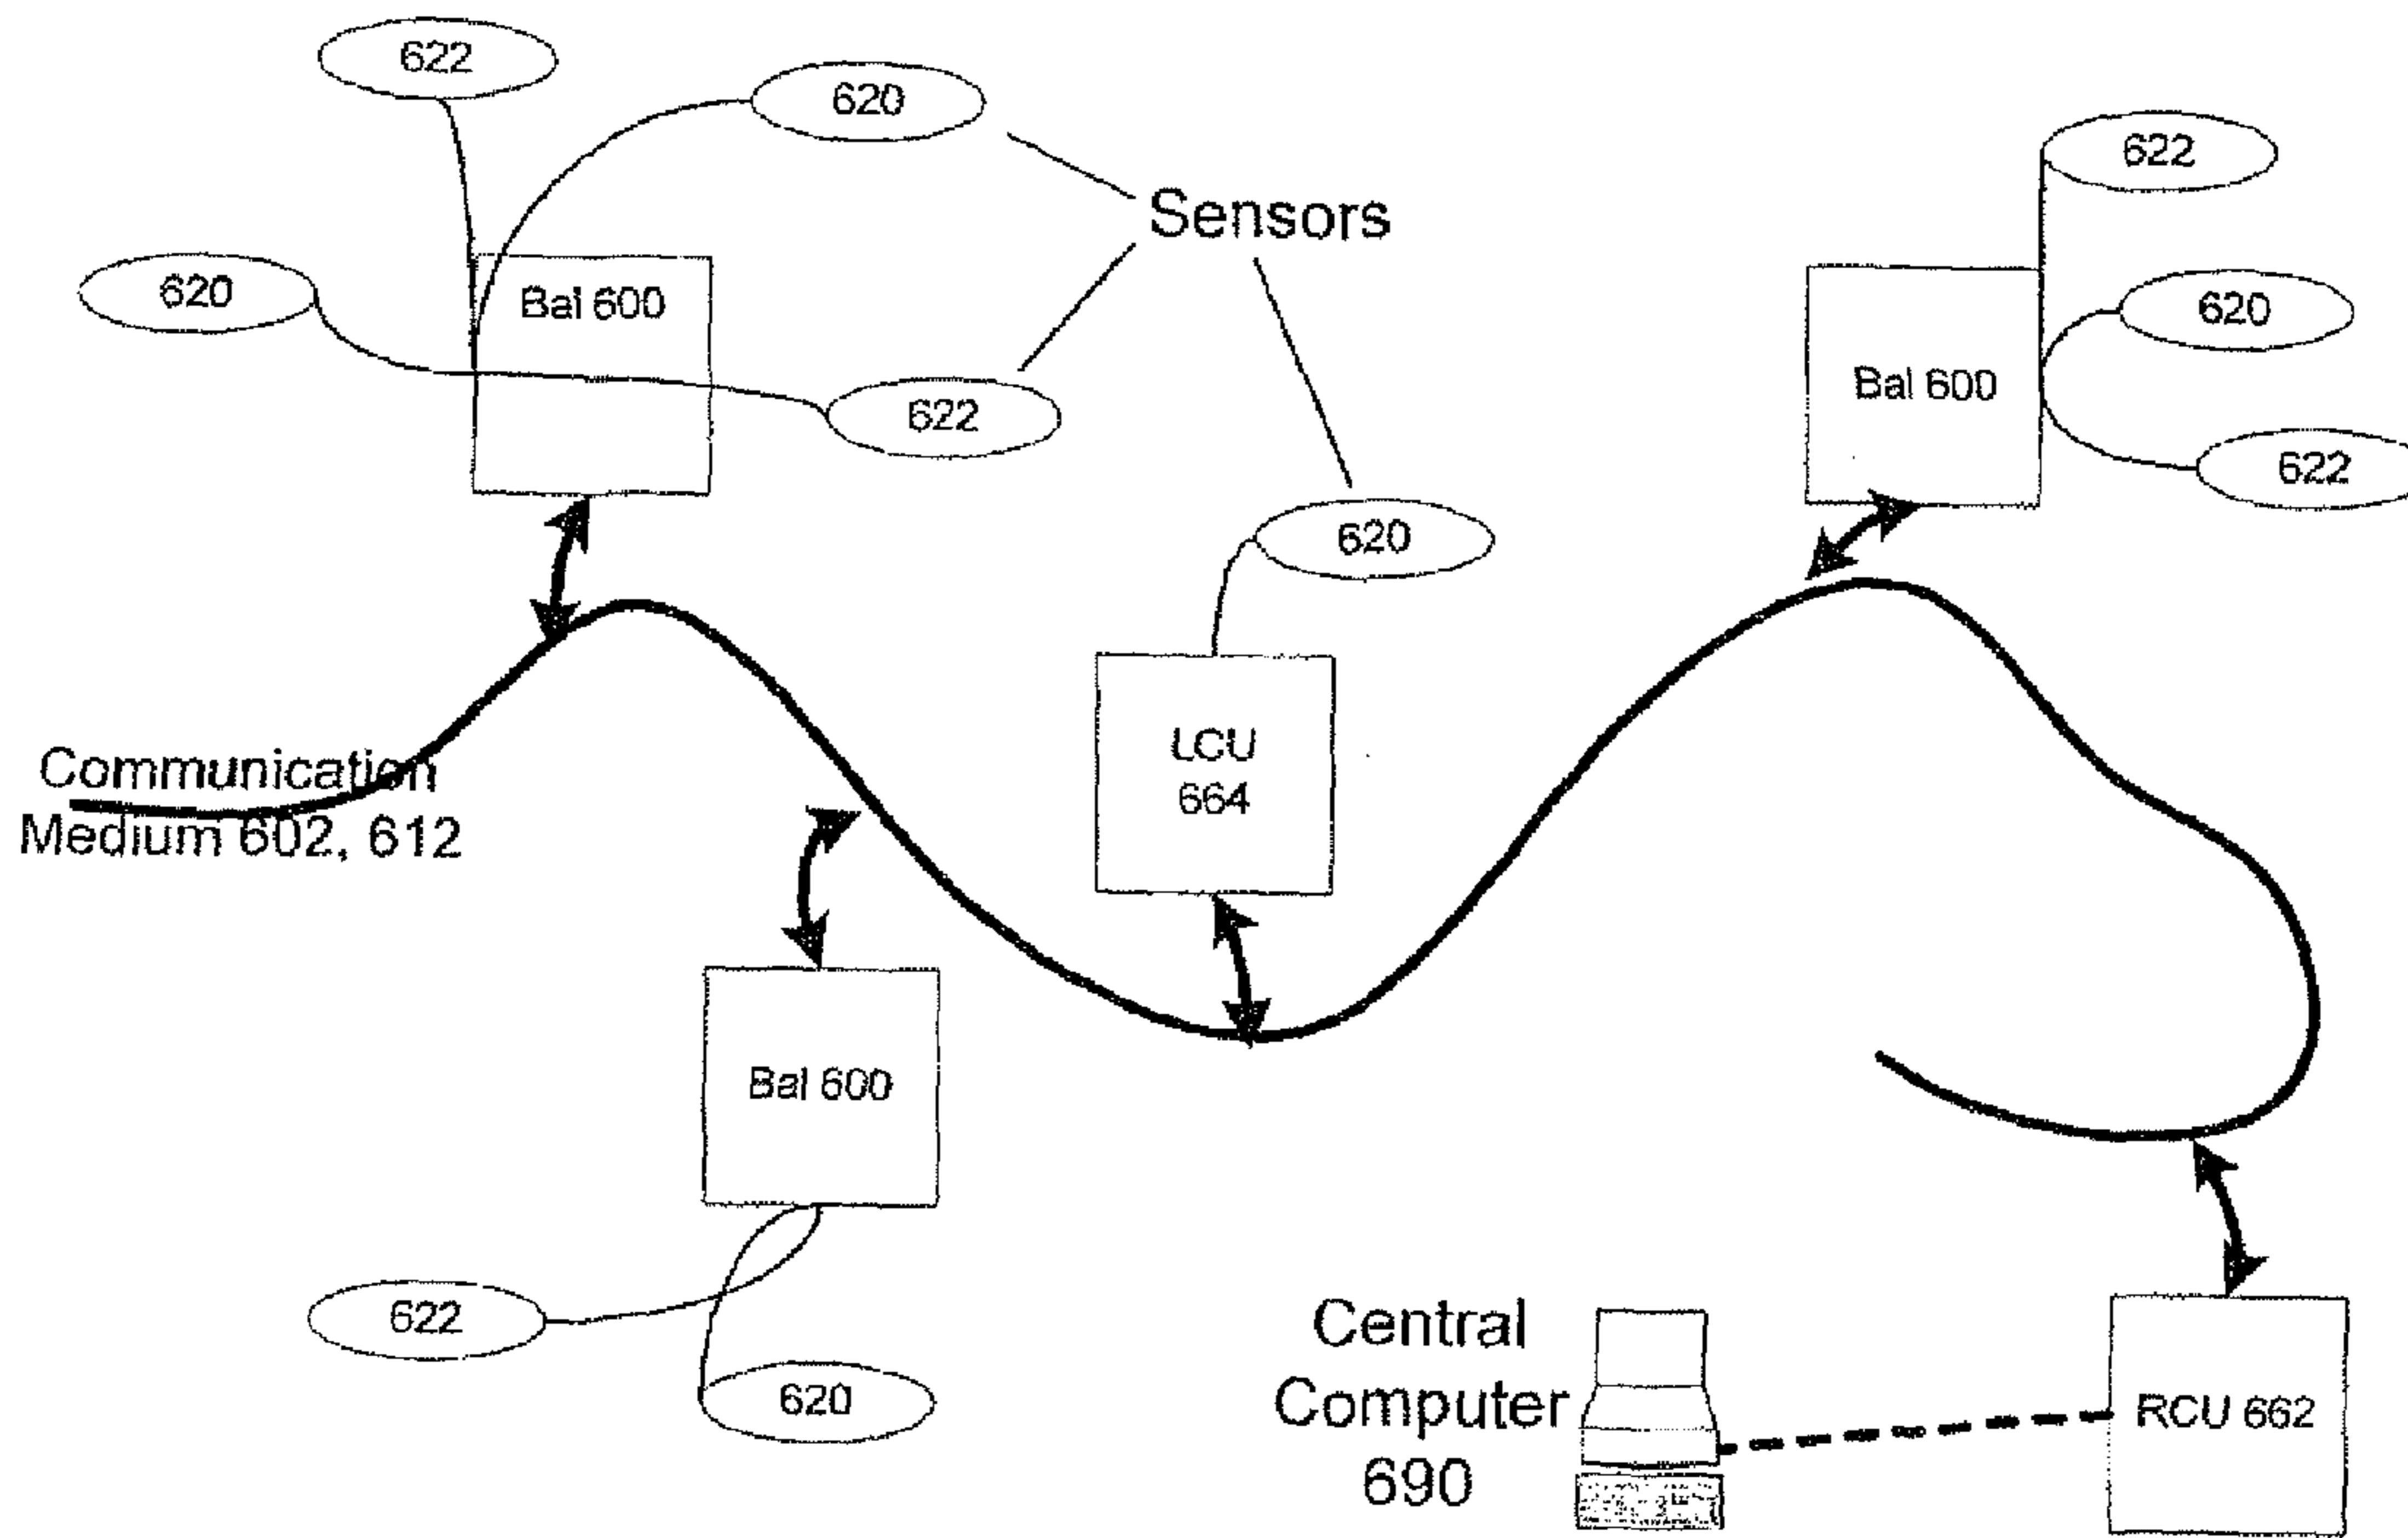 622
620
622
Sensors
620
Bal 600
620
Bal 600
622
622
620
LCU
664
Communication
Medium 602, 612
Bal 600
622
620
Central
Computer
690
RCU 662